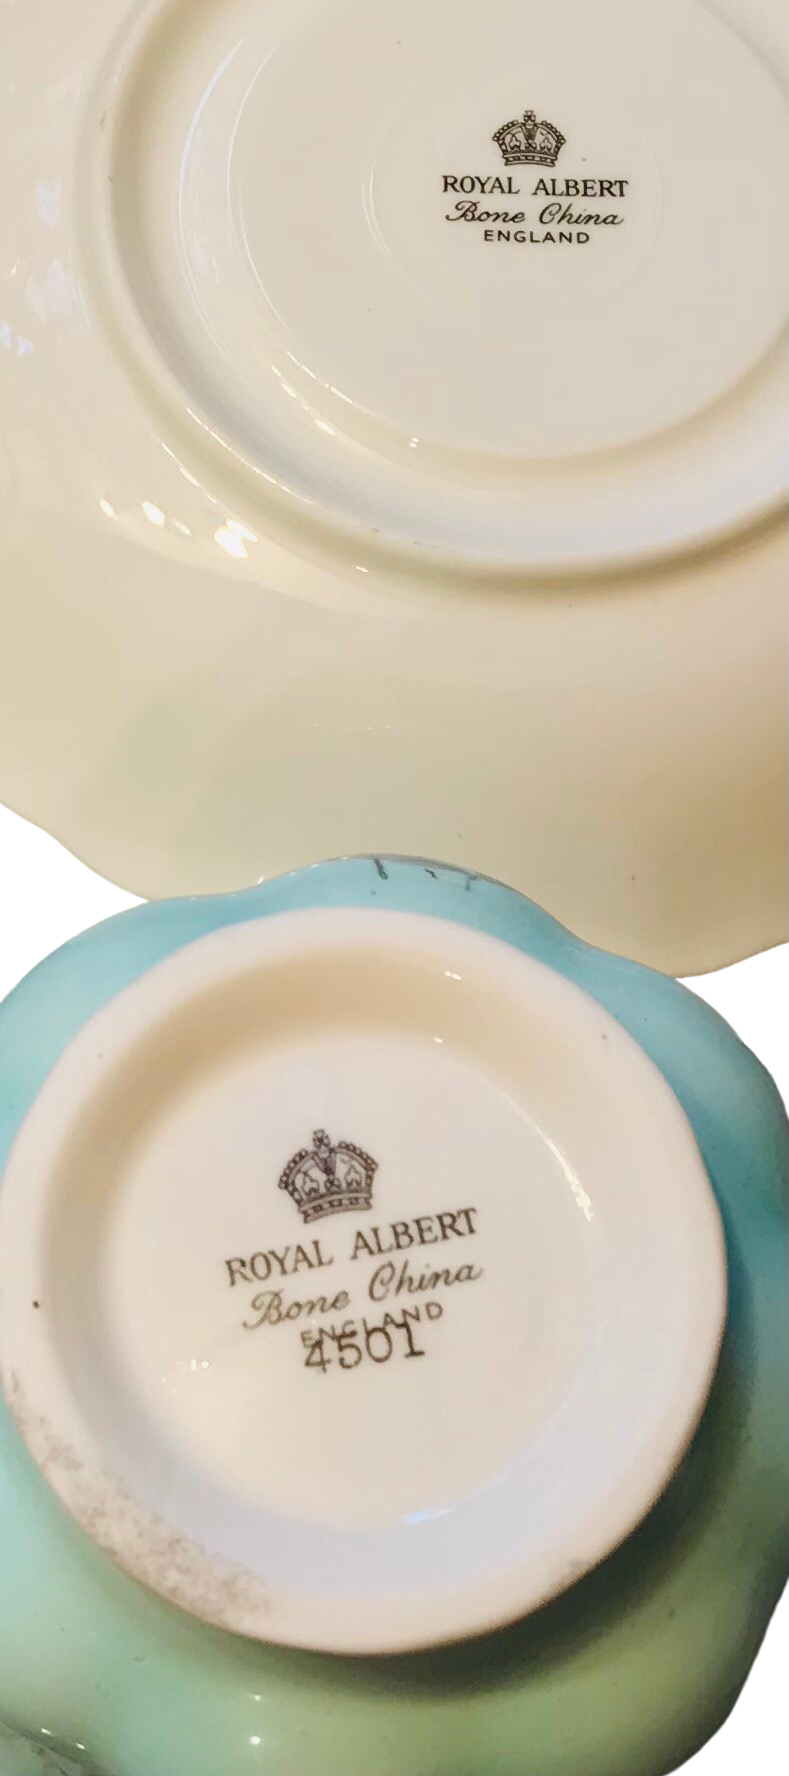 ROYAL ALBERT
Bone China
ENGLAND
ROYAL ALBERT
Bone China
ENGLAND
4501